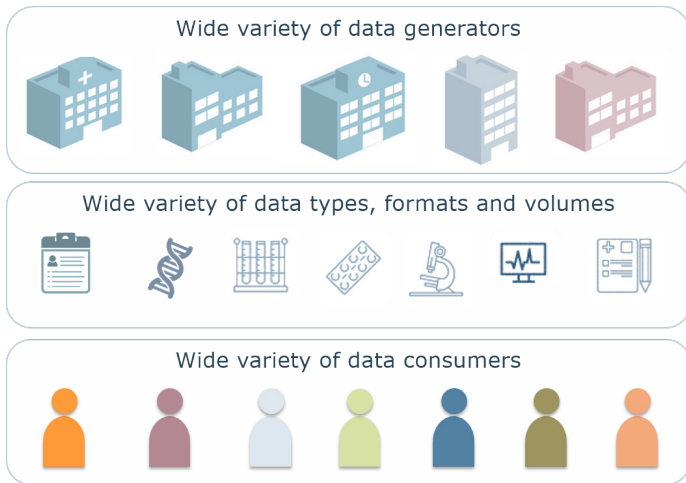 Wide variety of data generators
Wide variety of data types, formats and volumes
Wide variety of data consumers